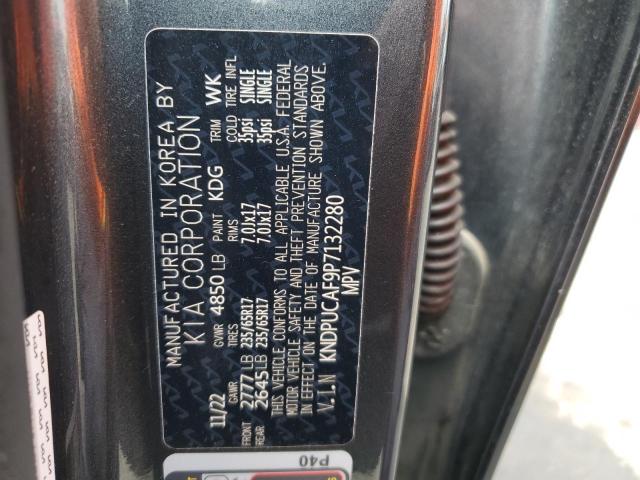 MANUFACTURED IN KOREA BY
KIA CORPORATION
11/22 GVWR 4850 LB PAINT KDG TRIM WK
GAWR TIRES RIMS COLD TIRE INFL
FRONT 2777 LB 235/65R17 7.0Jx17 35psi SINGLE
REAR 2645 LB 235/65R17 7.0Jx17 35psi SINGLE
THIS VEHICLE CONFORMS TO ALL APPLICABLE U.S.A. FEDERAL
MOTOR VEHICLE SAFETY AND THEFT PREVENTION STANDARDS
IN EFFECT ON THE DATE OF MANUFACTURE SHOWN ABOVE.
V.I.N KNDPUCAF9P7132280
MPV
P40